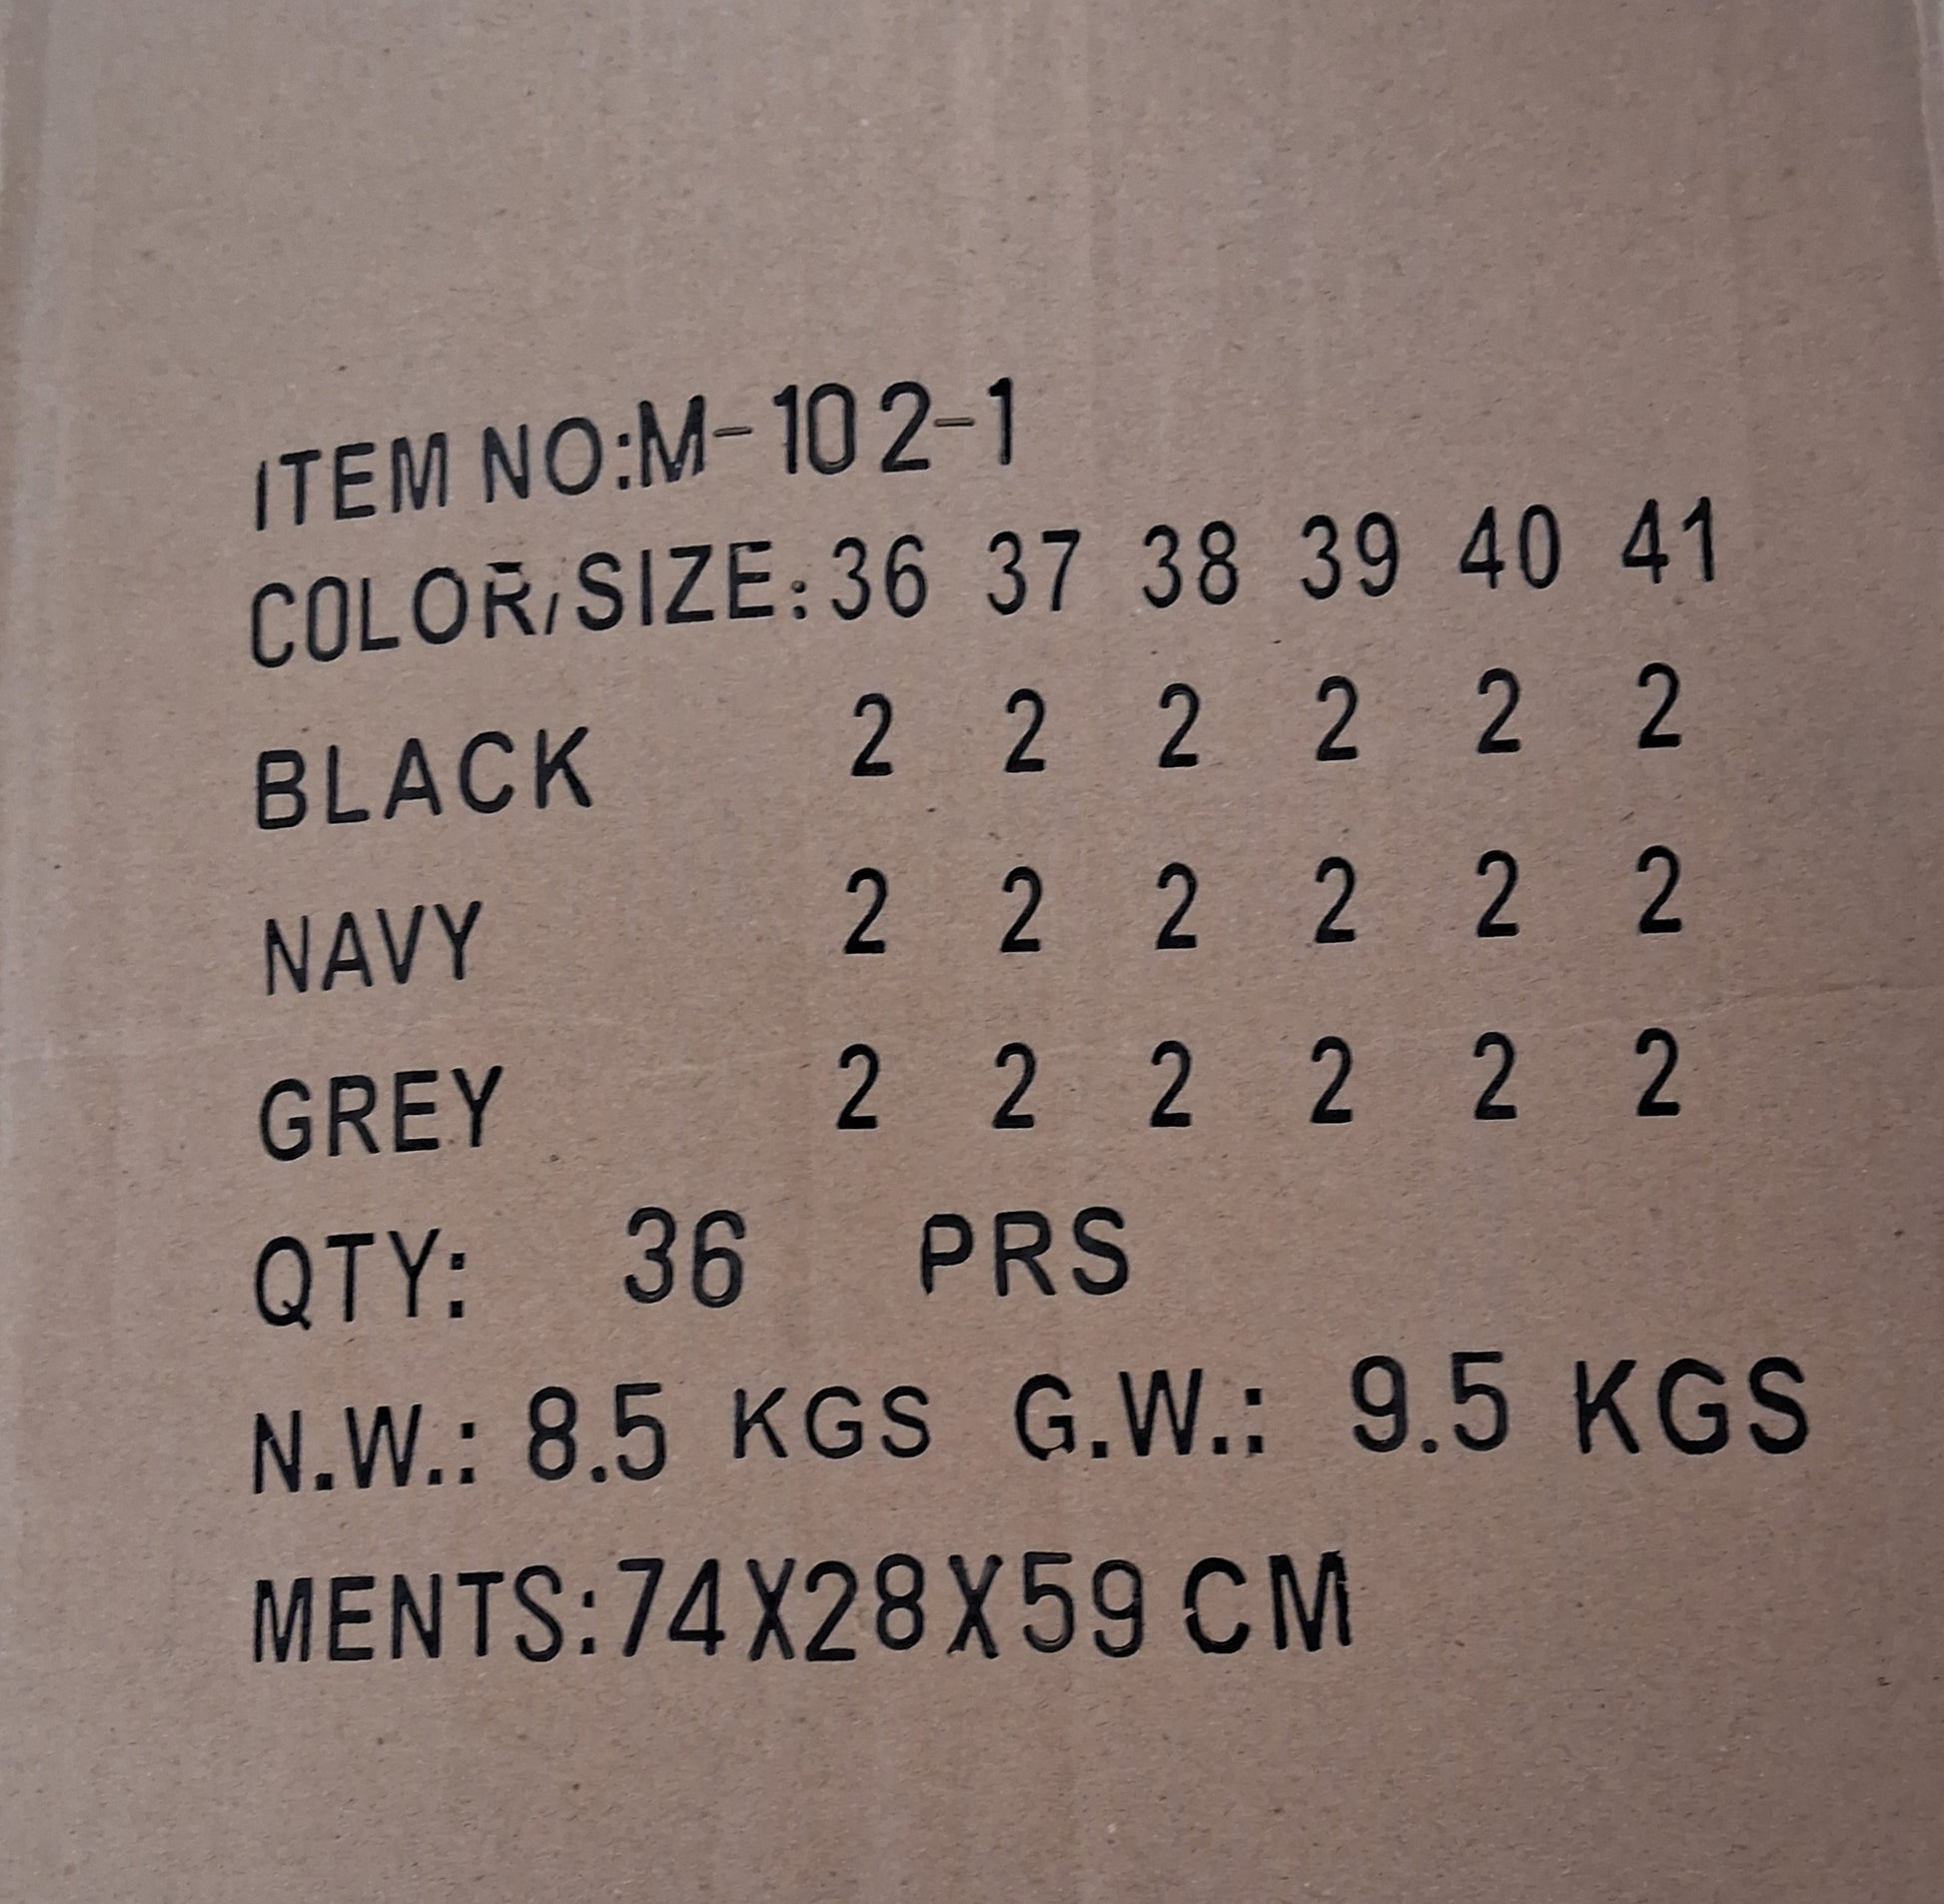 ITEM NO:M-102-1
COLOR/SIZE:36 37 38 39 40 41
BLACK 2 2 2 2 2 2
NAVY 2 2 2 2 2 2
GREY 2 2 2 2 2 2
QTY: 36 PRS
N.W.: 8.5 KGS G.W.: 9.5 KGS
MENTS:74X28X59 CM